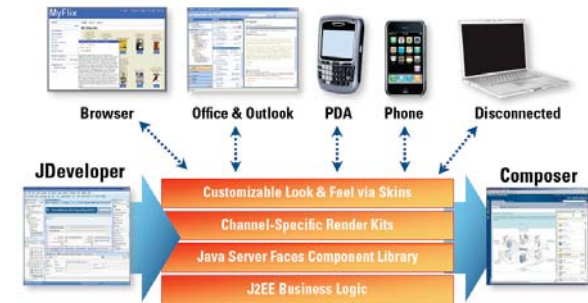 MyFlix
Browser
Office & Outlook
PDA
Phone
Disconnected
JDeveloper
Composer
Customizable Look & Feel via Skins
Channel-Specific Render Kits
Java Server Faces Component Library
J2EE Business Logic